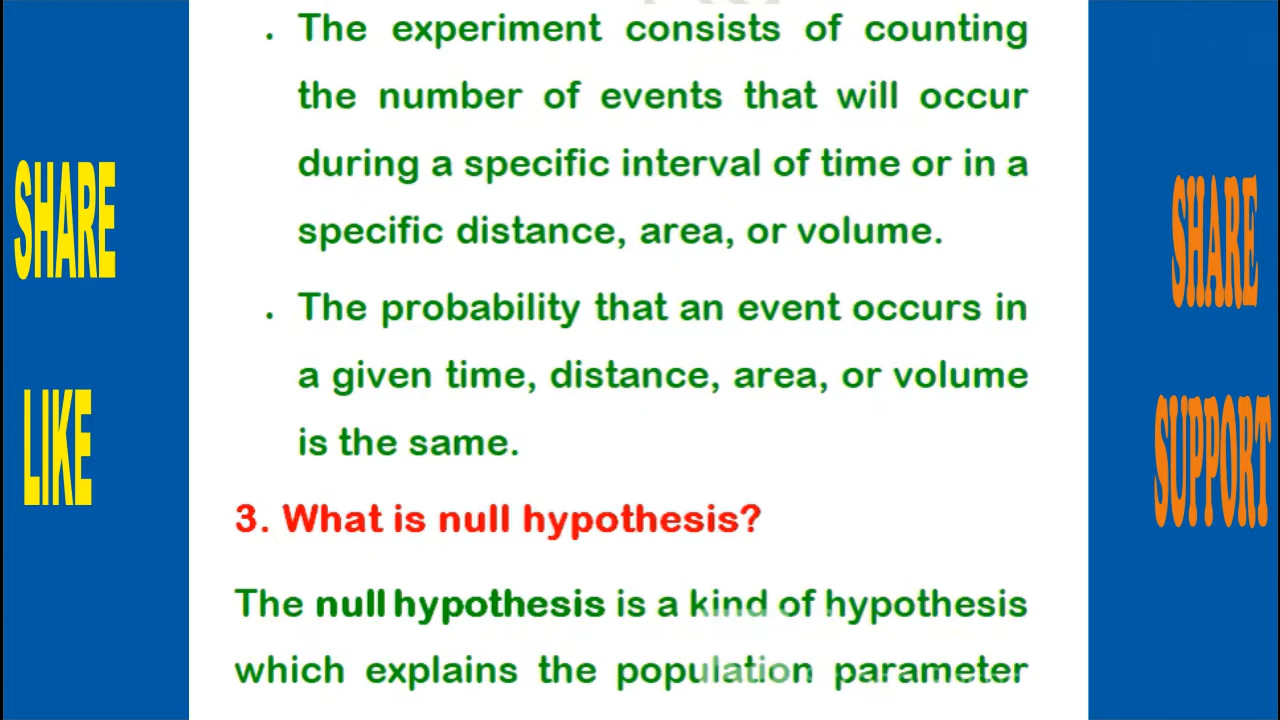 . The experiment consists of counting
the number of events that will occur
during a specific interval of time or in a
specific distance, area, or volume.
. The probability that an event occurs in
a given time, distance, area, or volume
is the same.
3. What is null hypothesis?
The null hypothesis is a kind of hypothesis
which explains the population parameter
SHARE
LIKE
SHARE
SUPPORT